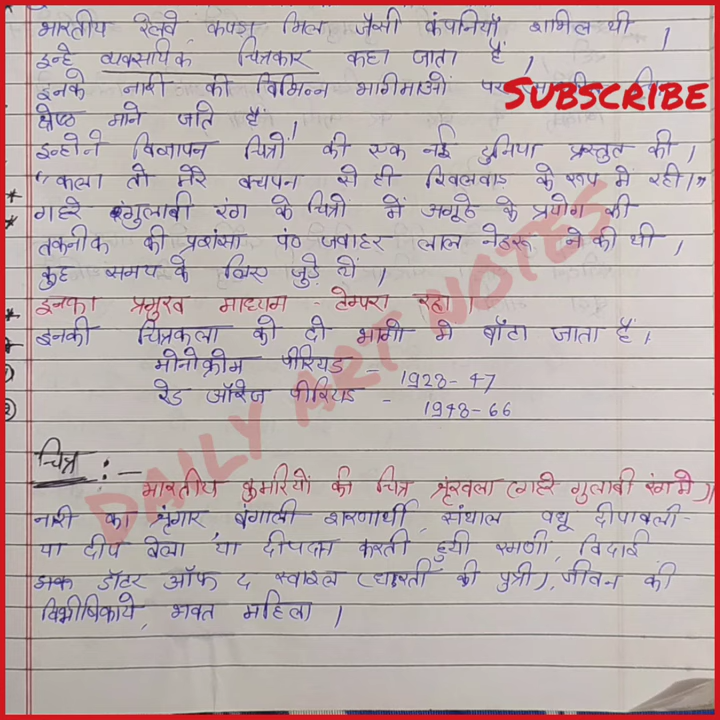 भारतीय रेलवे, कपड़ा मिल जैसी कंपनियाँ शामिल थी।
इन्हे व्यवसायिक चित्रकार कहा जाता हैं,
इनके नारी की विभिन्न भागीमाओं पर
SUBSCRIBE
श्रेष्ठ माने जाते हैं।
इन्होने विज्ञापन चित्रों की एक नई दुनिया प्रस्तुत की।
"कला तो मेरे बचपन से ही खिलवाड के रूप में रही।"
गहरे गुलाबी रंग के चित्रो में अंगूठे के प्रयोग की
तकनीक की प्रशंसा पं० जवाहर लाल नेहरू ने की थी,
कुछ समय के लिए जुड़े थे।
इनका प्रमुख माध्यम - टेम्परा रहा।
इनकी चित्रकला को दो भागो मे बाँटा जाता हैं,
मोनोक्रोम पीरियड - 1928-47
रेड ऑरेंज पीरियड - 1948-66
चित्र :-
भारतीय कुमरियों की चित्र श्रृंखला (गहरे गुलाबी रंग मे)।
नारी का श्रृंगार, बंगाली शरणार्थी, संथाल वधू दीपावली-
या दीप बेला, या दीपदान करती हुयी रमणी, विदाई
अक डॉटर ऑफ द स्वाइल (धारती की पुत्री), जीवन की
विभीषिकाये, भक्त महिला।
DAILY ART NOTES